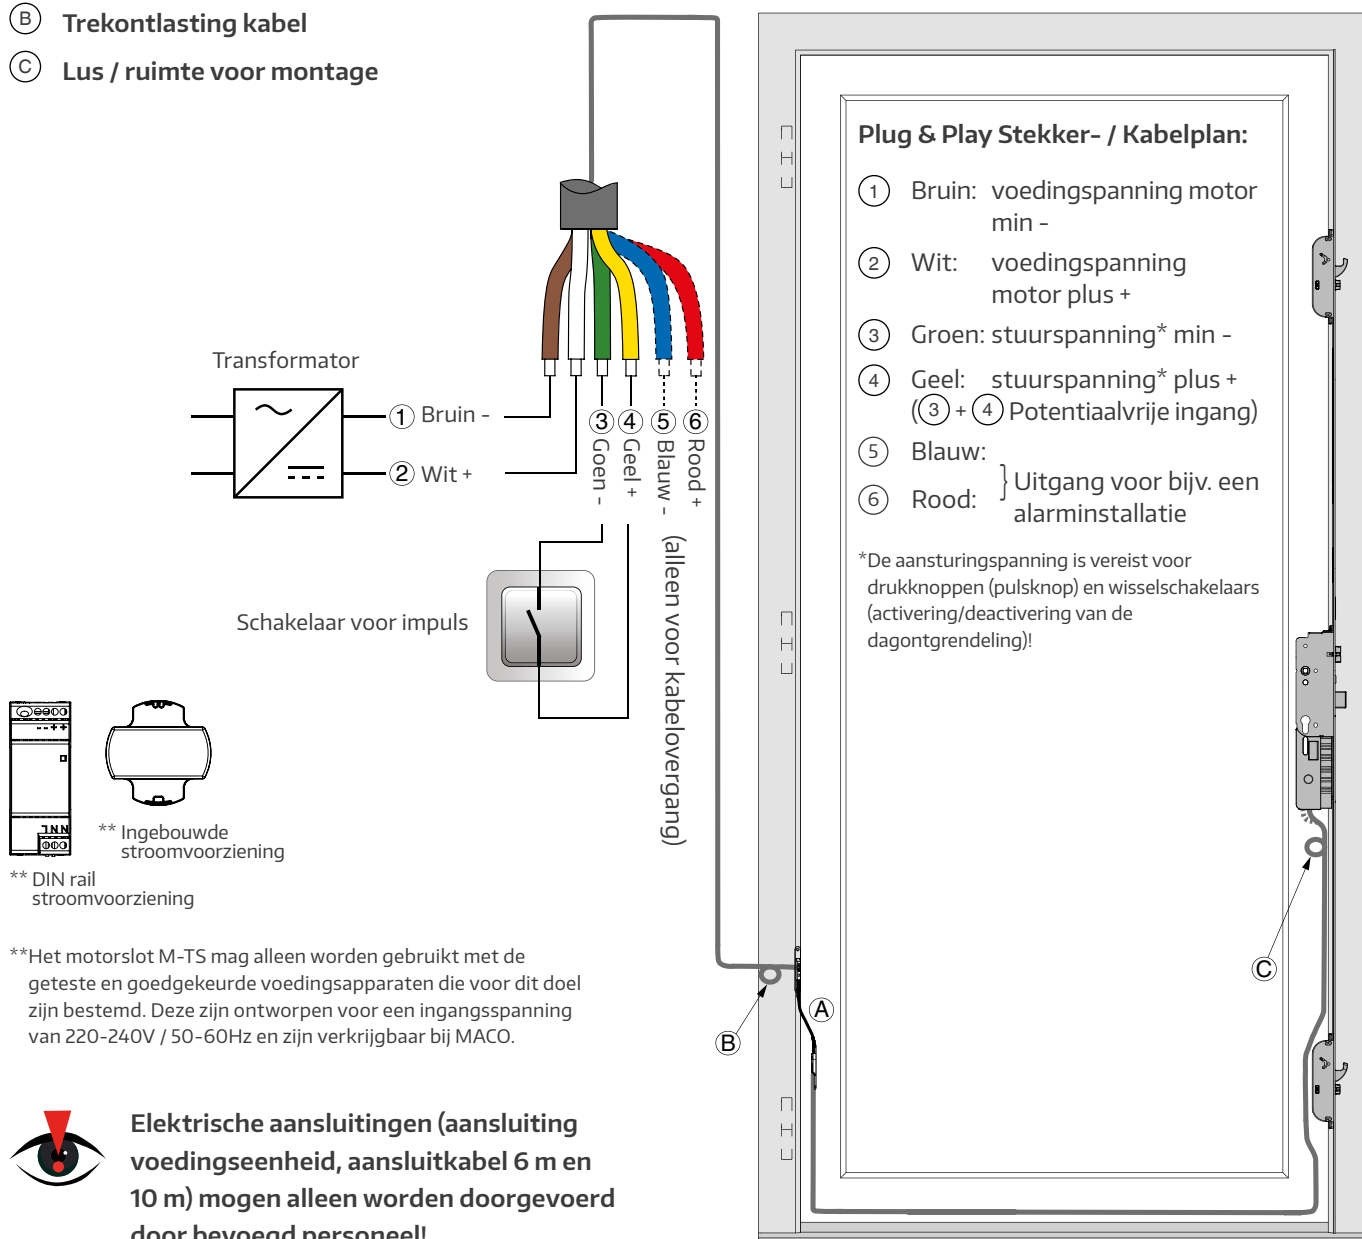 B Trekontlasting kabel
C Lus / ruimte voor montage
Transformator
1 Bruin -
2 Wit +
3 Goen -
4 Geel +
5 Blauw -
6 Rood +
(alleen voor kabelovergang)
Schakelaar voor impuls
Plug & Play Stekker- / Kabelplan:
1 Bruin: voedingspanning motor
min -
2 Wit: voedingspanning
motor plus +
3 Groen: stuurspanning* min -
4 Geel: stuurspanning* plus +
(3 + 4 Potentiaalvrije ingang)
5 Blauw:
6 Rood:
} Uitgang voor bijv. een
alarminstallatie
*De aansturingspanning is vereist voor
drukknoppen (pulsknop) en wisselschakelaars
(activering/deactivering van de
dagontgrendeling)!
--++
NNL
** Ingebouwde
stroomvoorziening
** DIN rail
stroomvoorziening
**Het motorslot M-TS mag alleen worden gebruikt met de
geteste en goedgekeurde voedingsapparaten die voor dit doel
zijn bestemd. Deze zijn ontworpen voor een ingangsspanning
van 220-240V / 50-60Hz en zijn verkrijgbaar bij MACO.
A
B
C
Elektrische aansluitingen (aansluiting
voedingseenheid, aansluitkabel 6 m en
10 m) mogen alleen worden doorgevoerd
door bevoegd personeel!